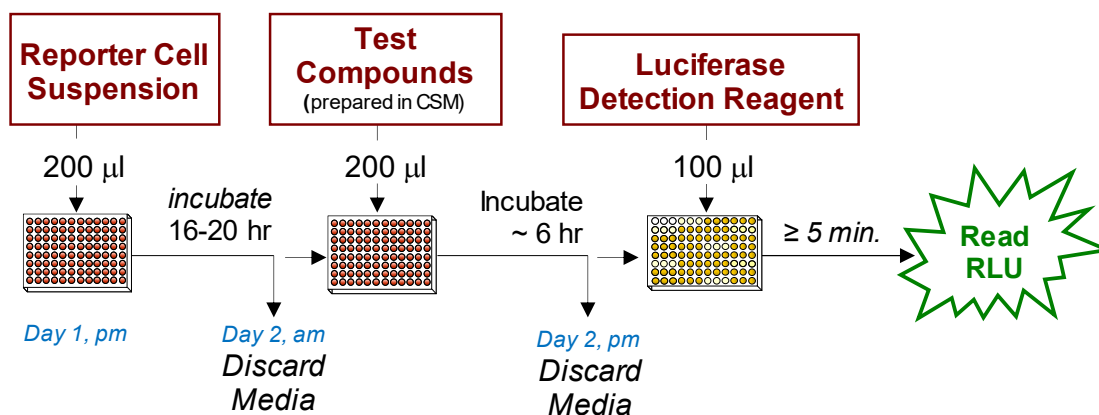 Reporter Cell
Suspension
Test
Compounds
(prepared in CSM)
Luciferase
Detection Reagent
200 µl
200 µl
100 µl
incubate
16-20 hr
Incubate
~ 6 hr
≥ 5 min.
Read
RLU
Day 1, pm
Day 2, am
Discard
Media
Day 2, pm
Discard
Media